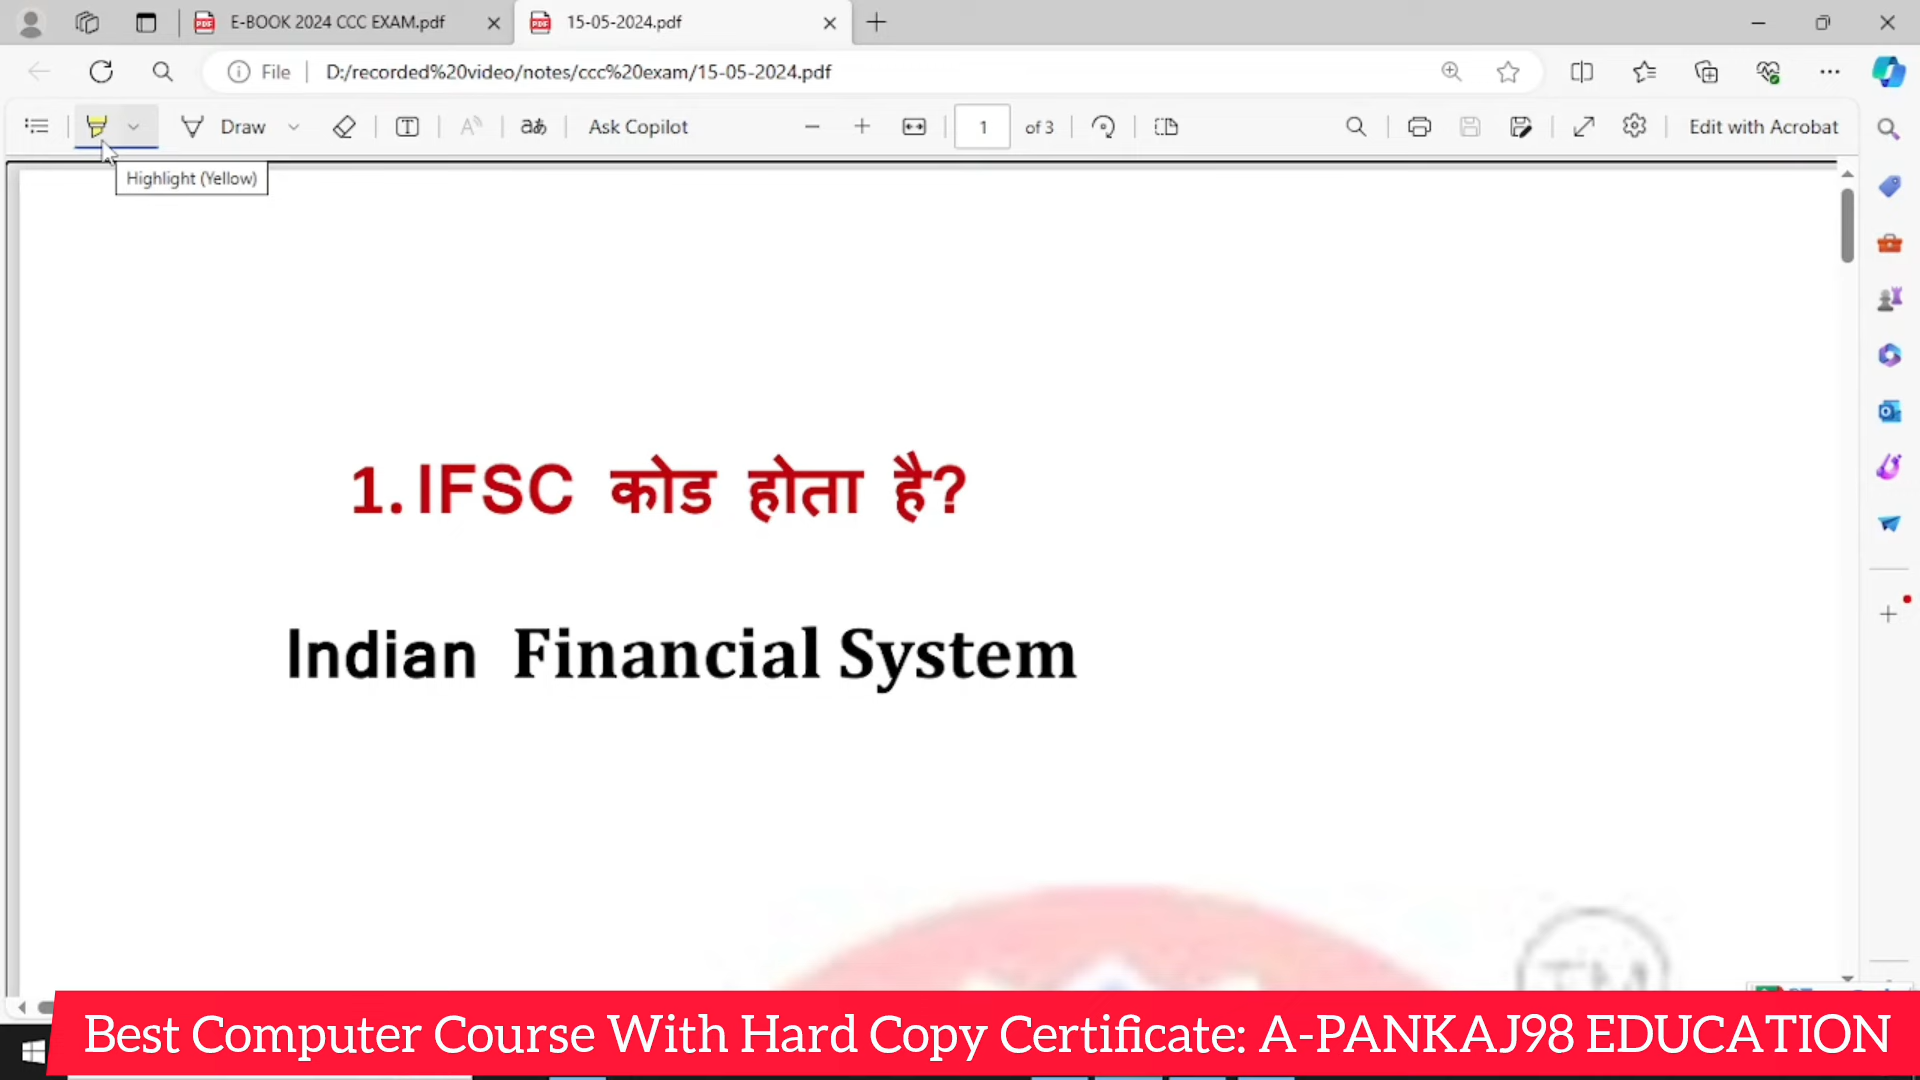 E-BOOK 2024 CCC EXAM.pdf
15-05-2024.pdf
File
D:/recorded%20video/notes/ccc%20exam/15-05-2024.pdf
Draw
Ask Copilot
1
of 3
Edit with Acrobat
Highlight (Yellow)
1. IFSC कोड होता है?
Indian Financial System
Best Computer Course With Hard Copy Certificate: A-PANKAJ98 EDUCATION